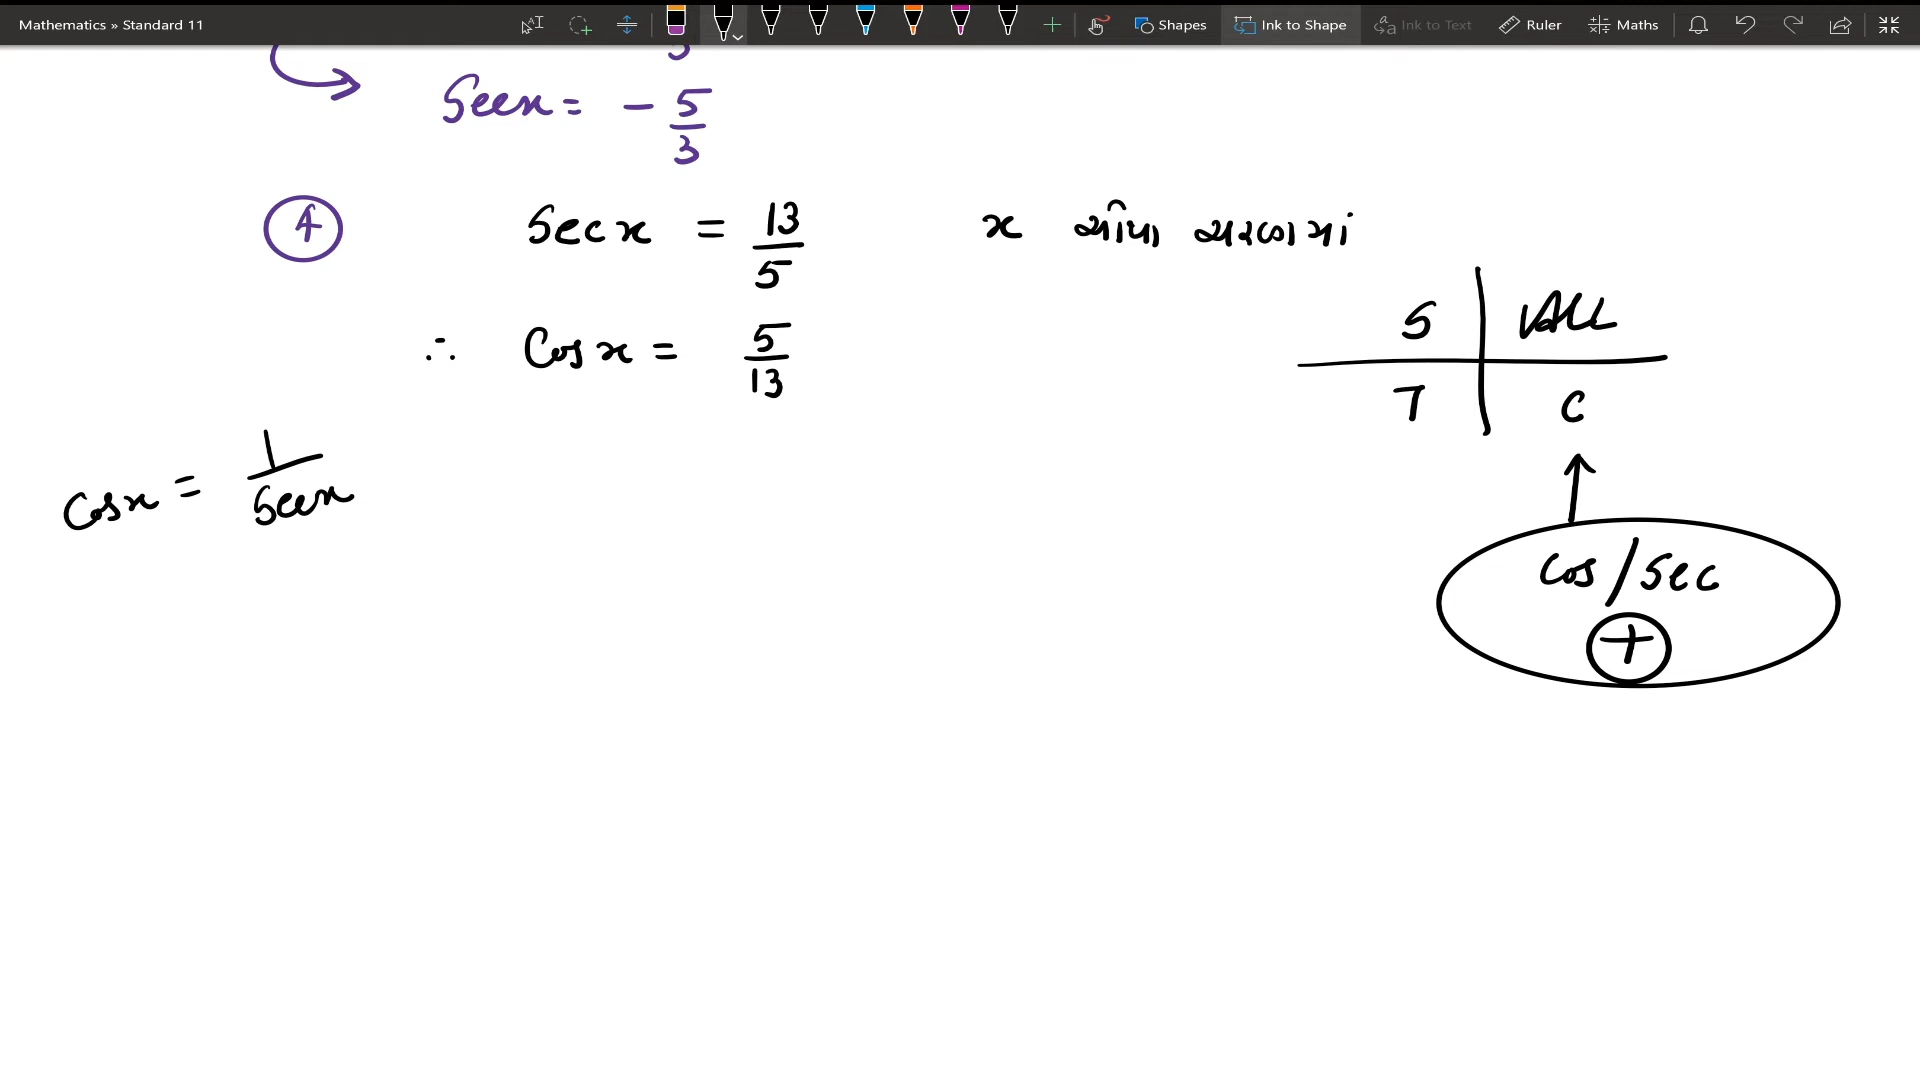 Mathematics » Standard 11
Shapes Ink to Shape Ink to Text Ruler Maths
Secx = - 5/3
4 Sec x = 13/5 x ચોથા ચરણમાં
S All
∴ Cos x = 5/13
T C
Cosx = 1/Secx
Cos/Sec
+